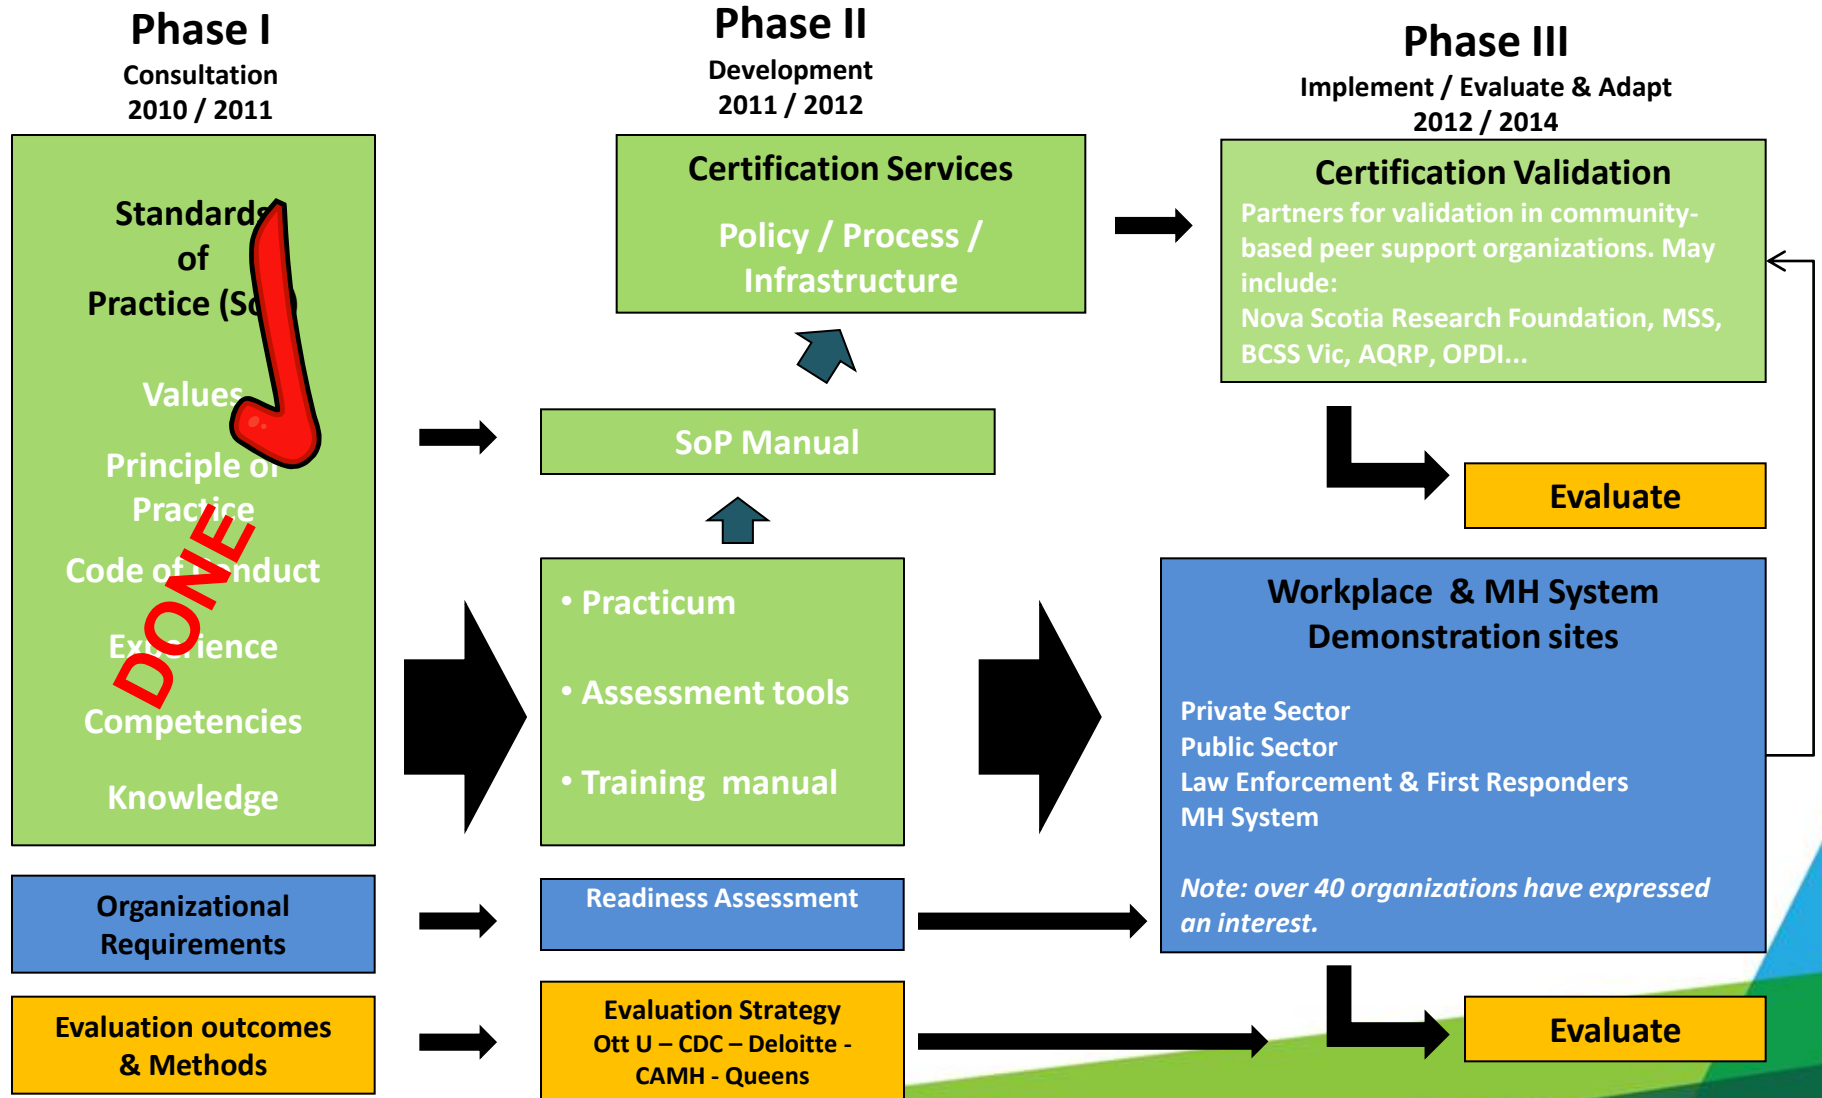 Phase I
Consultation
2010 / 2011
Standards
of
Practice (So
Values
Principle of
Practice
Code of Conduct
Experience
Competencies
Knowledge
DONE
Organizational
Requirements
Evaluation outcomes
& Methods
Phase II
Development
2011 / 2012
Certification Services
Policy / Process /
Infrastructure
SoP Manual
• Practicum
• Assessment tools
• Training manual
Readiness Assessment
Evaluation Strategy
Ott U – CDC – Deloitte -
CAMH - Queens
Phase III
Implement / Evaluate & Adapt
2012 / 2014
Certification Validation
Partners for validation in community-
based peer support organizations. May
include:
Nova Scotia Research Foundation, MSS,
BCSS Vic, AQRP, OPDI...
Evaluate
Workplace & MH System
Demonstration sites
Private Sector
Public Sector
Law Enforcement & First Responders
MH System
Note: over 40 organizations have expressed
an interest.
Evaluate